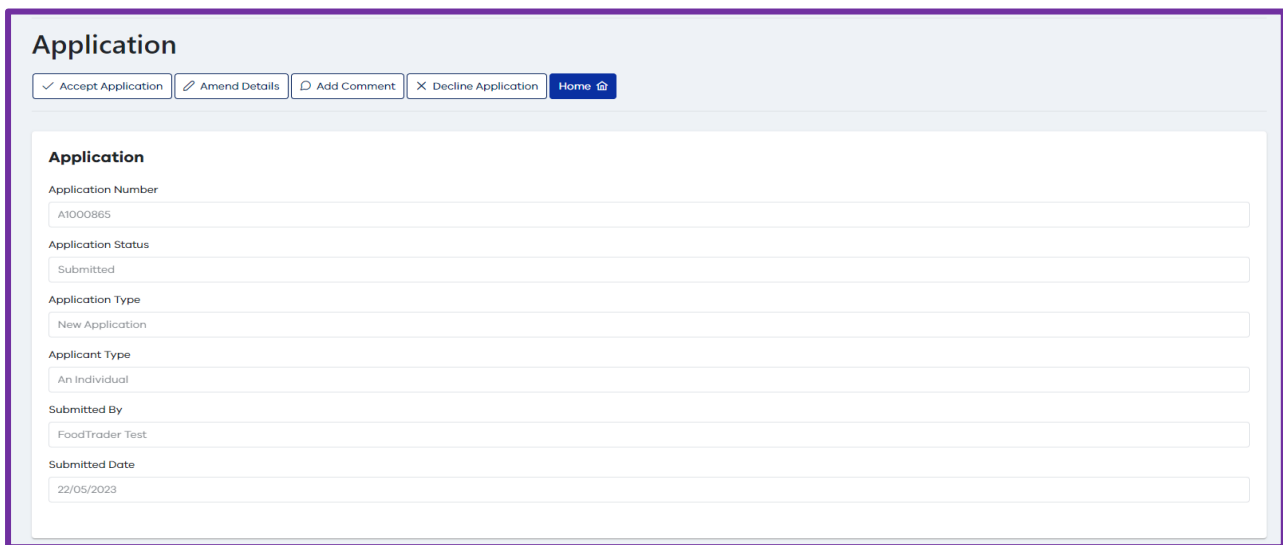 Application
Accept Application Amend Details Add Comment Decline Application Home
Application
Application Number
A1000865
Application Status
Submitted
Application Type
New Application
Applicant Type
An Individual
Submitted By
FoodTrader Test
Submitted Date
22/05/2023